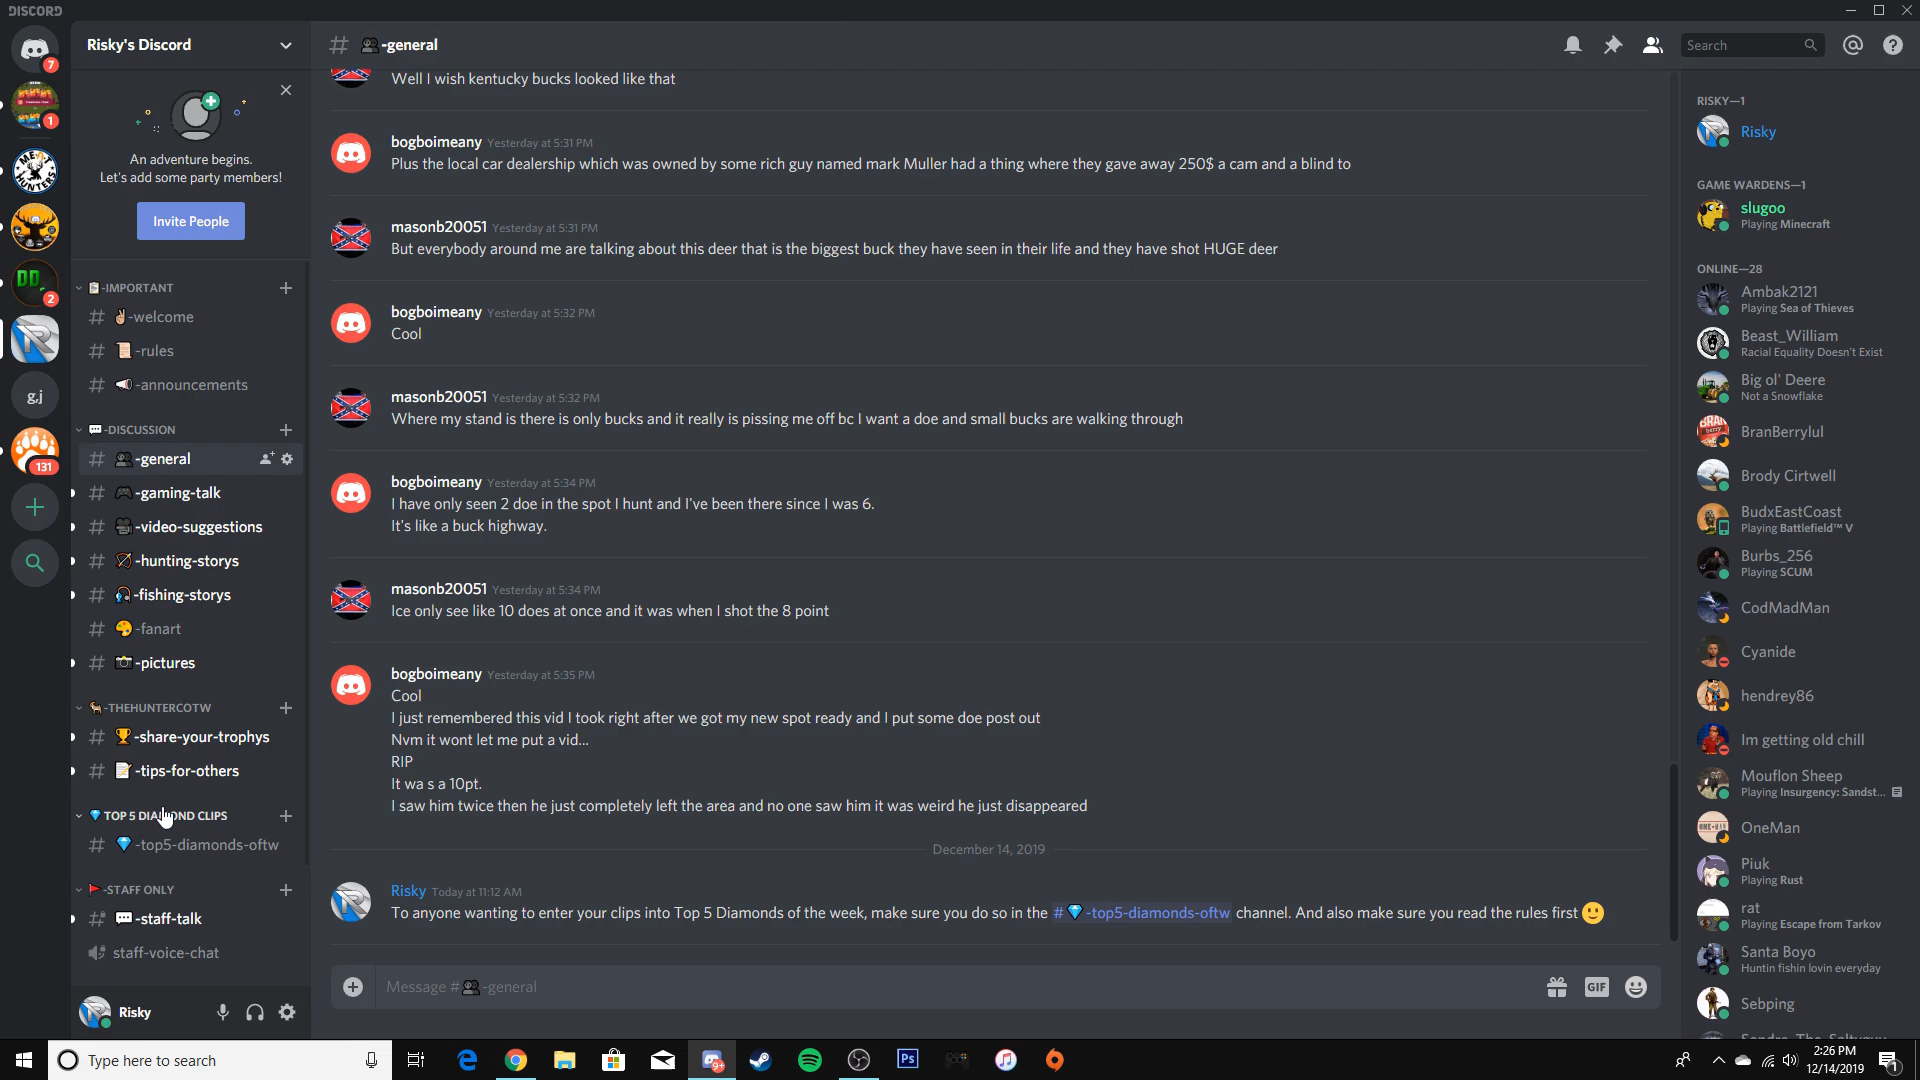 DISCORD
Risky's Discord
-general
Search
7
1
2
g,j
131
An adventure begins.
Let's add some party members!
Invite People
-IMPORTANT
-welcome
-rules
-announcements
-DISCUSSION
-general
-gaming-talk
-video-suggestions
-hunting-storys
-fishing-storys
-fanart
-pictures
-THEHUNTERCOTW
-share-your-trophys
-tips-for-others
TOP 5 DIAMOND CLIPS
-top5-diamonds-oftw
-STAFF ONLY
-staff-talk
staff-voice-chat
Risky
Well I wish kentucky bucks looked like that
bogboimeany Yesterday at 5:31 PM
Plus the local car dealership which was owned by some rich guy named mark Muller had a thing where they gave away 250$ a cam and a blind to
masonb20051 Yesterday at 5:31 PM
But everybody around me are talking about this deer that is the biggest buck they have seen in their life and they have shot HUGE deer
bogboimeany Yesterday at 5:32 PM
Cool
masonb20051 Yesterday at 5:32 PM
Where my stand is there is only bucks and it really is pissing me off bc I want a doe and small bucks are walking through
bogboimeany Yesterday at 5:34 PM
I have only seen 2 doe in the spot I hunt and I've been there since I was 6.
It's like a buck highway.
masonb20051 Yesterday at 5:34 PM
Ice only see like 10 does at once and it was when I shot the 8 point
bogboimeany Yesterday at 5:35 PM
Cool
I just remembered this vid I took right after we got my new spot ready and I put some doe post out
Nvm it wont let me put a vid...
RIP
It wa s a 10pt.
I saw him twice then he just completely left the area and no one saw him it was weird he just disappeared
December 14, 2019
Risky Today at 11:12 AM
To anyone wanting to enter your clips into Top 5 Diamonds of the week, make sure you do so in the # -top5-diamonds-oftw channel. And also make sure you read the rules first
Message # -general
GIF
RISKY—1
Risky
GAME WARDENS—1
slugoo
Playing Minecraft
ONLINE—28
Ambak2121
Playing Sea of Thieves
Beast_William
Racial Equality Doesn't Exist
Big ol' Deere
Not a Snowflake
BranBerrylul
Brody Cirtwell
BudxEastCoast
Playing Battlefield™ V
Burbs_256
Playing SCUM
CodMadMan
Cyanide
hendrey86
Im getting old chill
Mouflon Sheep
Playing Insurgency: Sandst...
OneMan
Piuk
Playing Rust
rat
Playing Escape from Tarkov
Santa Boyo
Huntin fishin lovin everyday
Sebping
Type here to search
9+
Ps
2:26 PM
12/14/2019
1